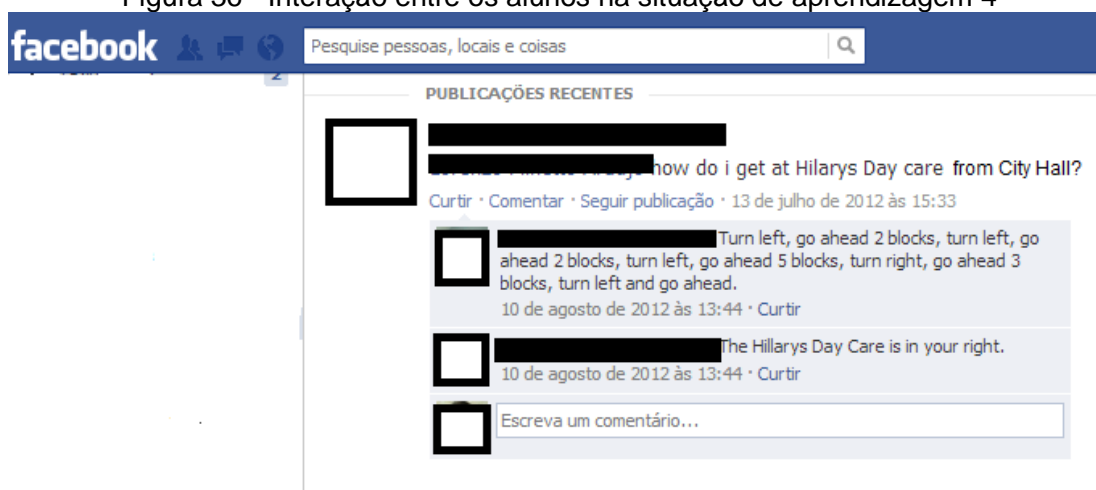 Figura 36 - Interação entre os alunos na situação de aprendizagem 4
facebook
Pesquise pessoas, locais e coisas
2
PUBLICAÇÕES RECENTES
how do i get at Hilarys Day care from City Hall?
Curtir · Comentar · Seguir publicação · 13 de julho de 2012 às 15:33
Turn left, go ahead 2 blocks, turn left, go
ahead 2 blocks, turn left, go ahead 5 blocks, turn right, go ahead 3
blocks, turn left and go ahead.
10 de agosto de 2012 às 13:44 · Curtir
The Hillarys Day Care is in your right.
10 de agosto de 2012 às 13:44 · Curtir
Escreva um comentário...